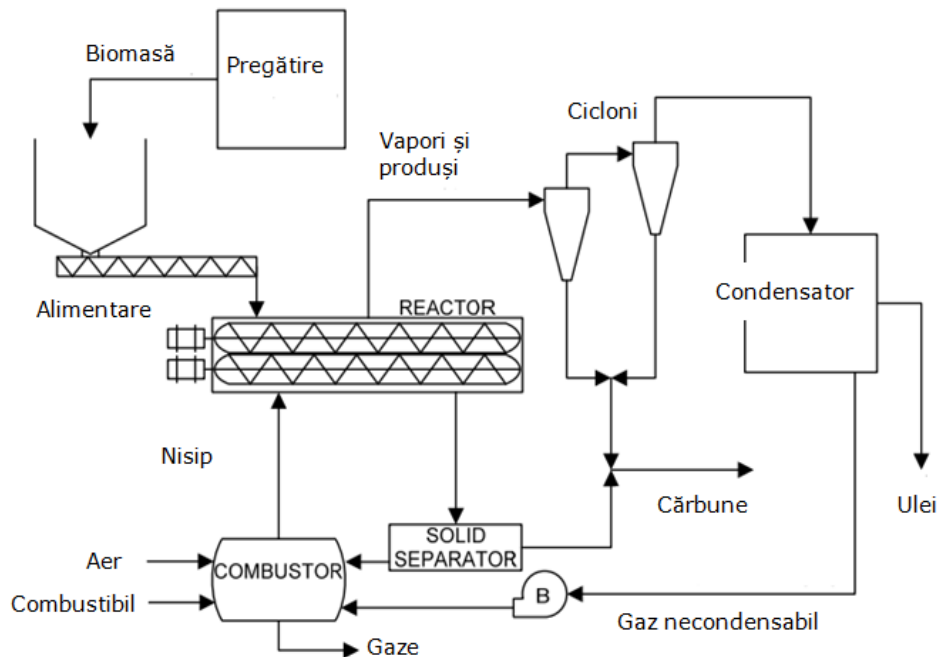 Biomasă
Pregătire
Cicloni
Vapori și
produși
Condensator
Alimentare
REACTOR
Nisip
Cărbune
Ulei
SOLID
SEPARATOR
Aer
COMBUSTOR
Combustibil
B
Gaz necondensabil
Gaze